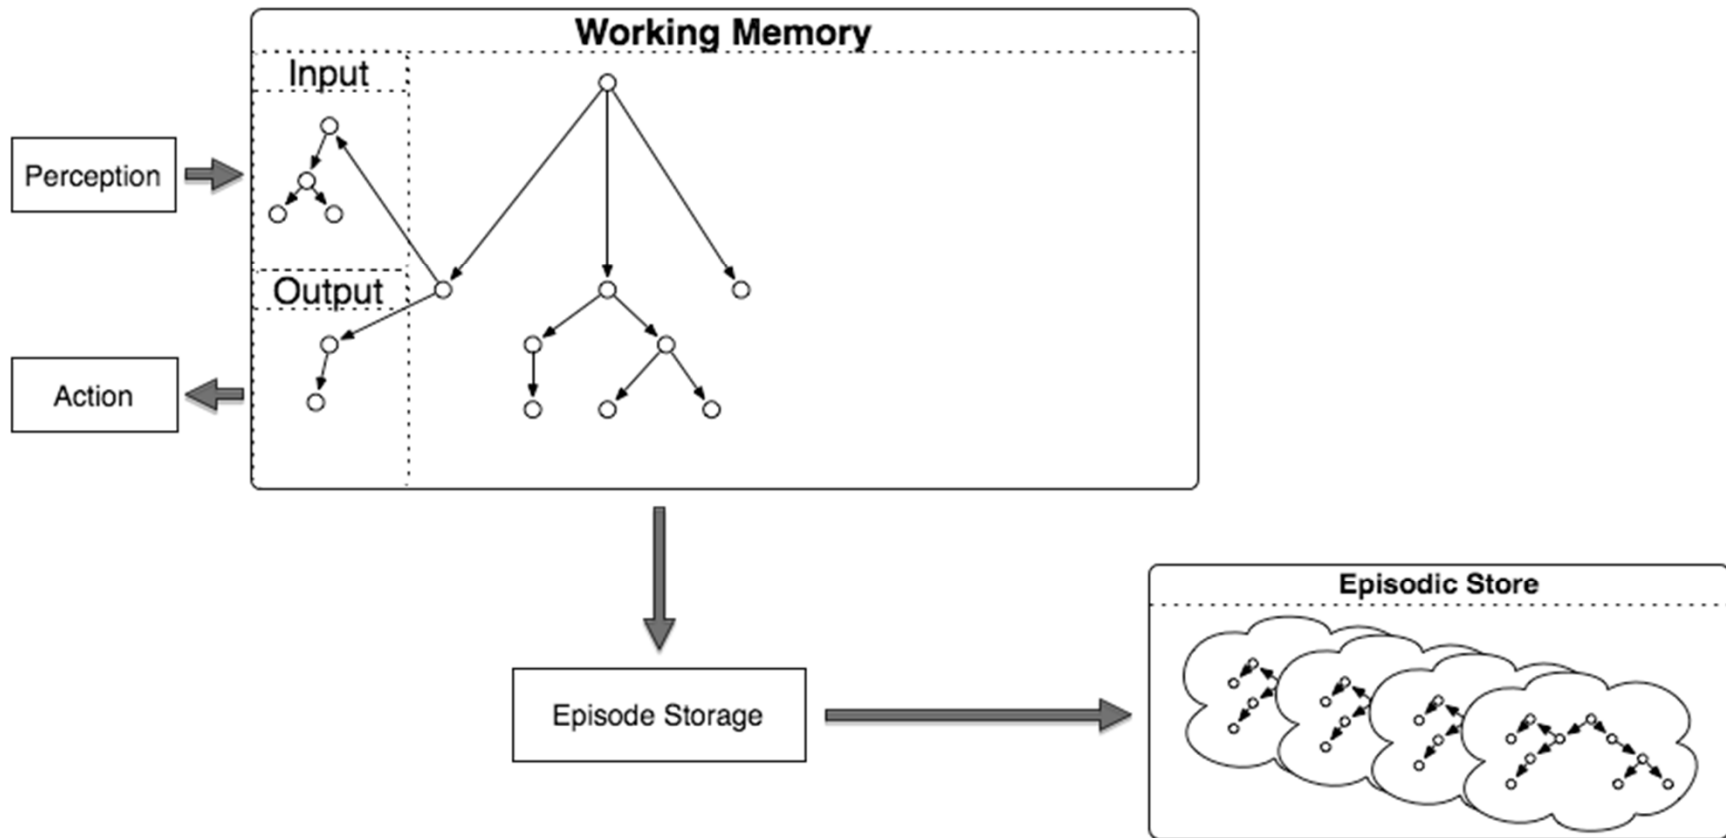 Working Memory
Input
Perception
Output
Action
Episodic Store
Episode Storage